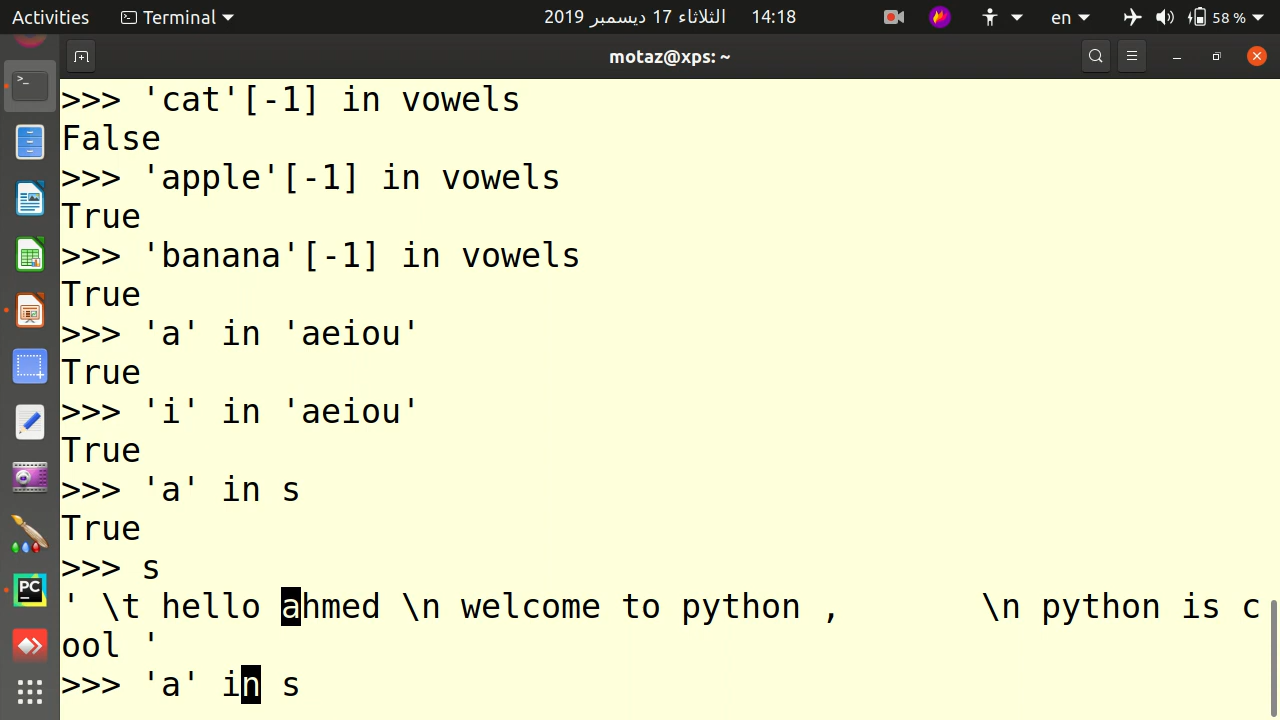 Activities Terminal الثلاثاء 17 ديسمبر 2019 14:18 en 58 %
motaz@xps: ~
>>> 'cat'[-1] in vowels
False
>>> 'apple'[-1] in vowels
True
>>> 'banana'[-1] in vowels
True
>>> 'a' in 'aeiou'
True
>>> 'i' in 'aeiou'
True
>>> 'a' in s
True
>>> s
' \t hello ahmed \n welcome to python ,       \n python is c
ool '
>>> 'a' in s
PC